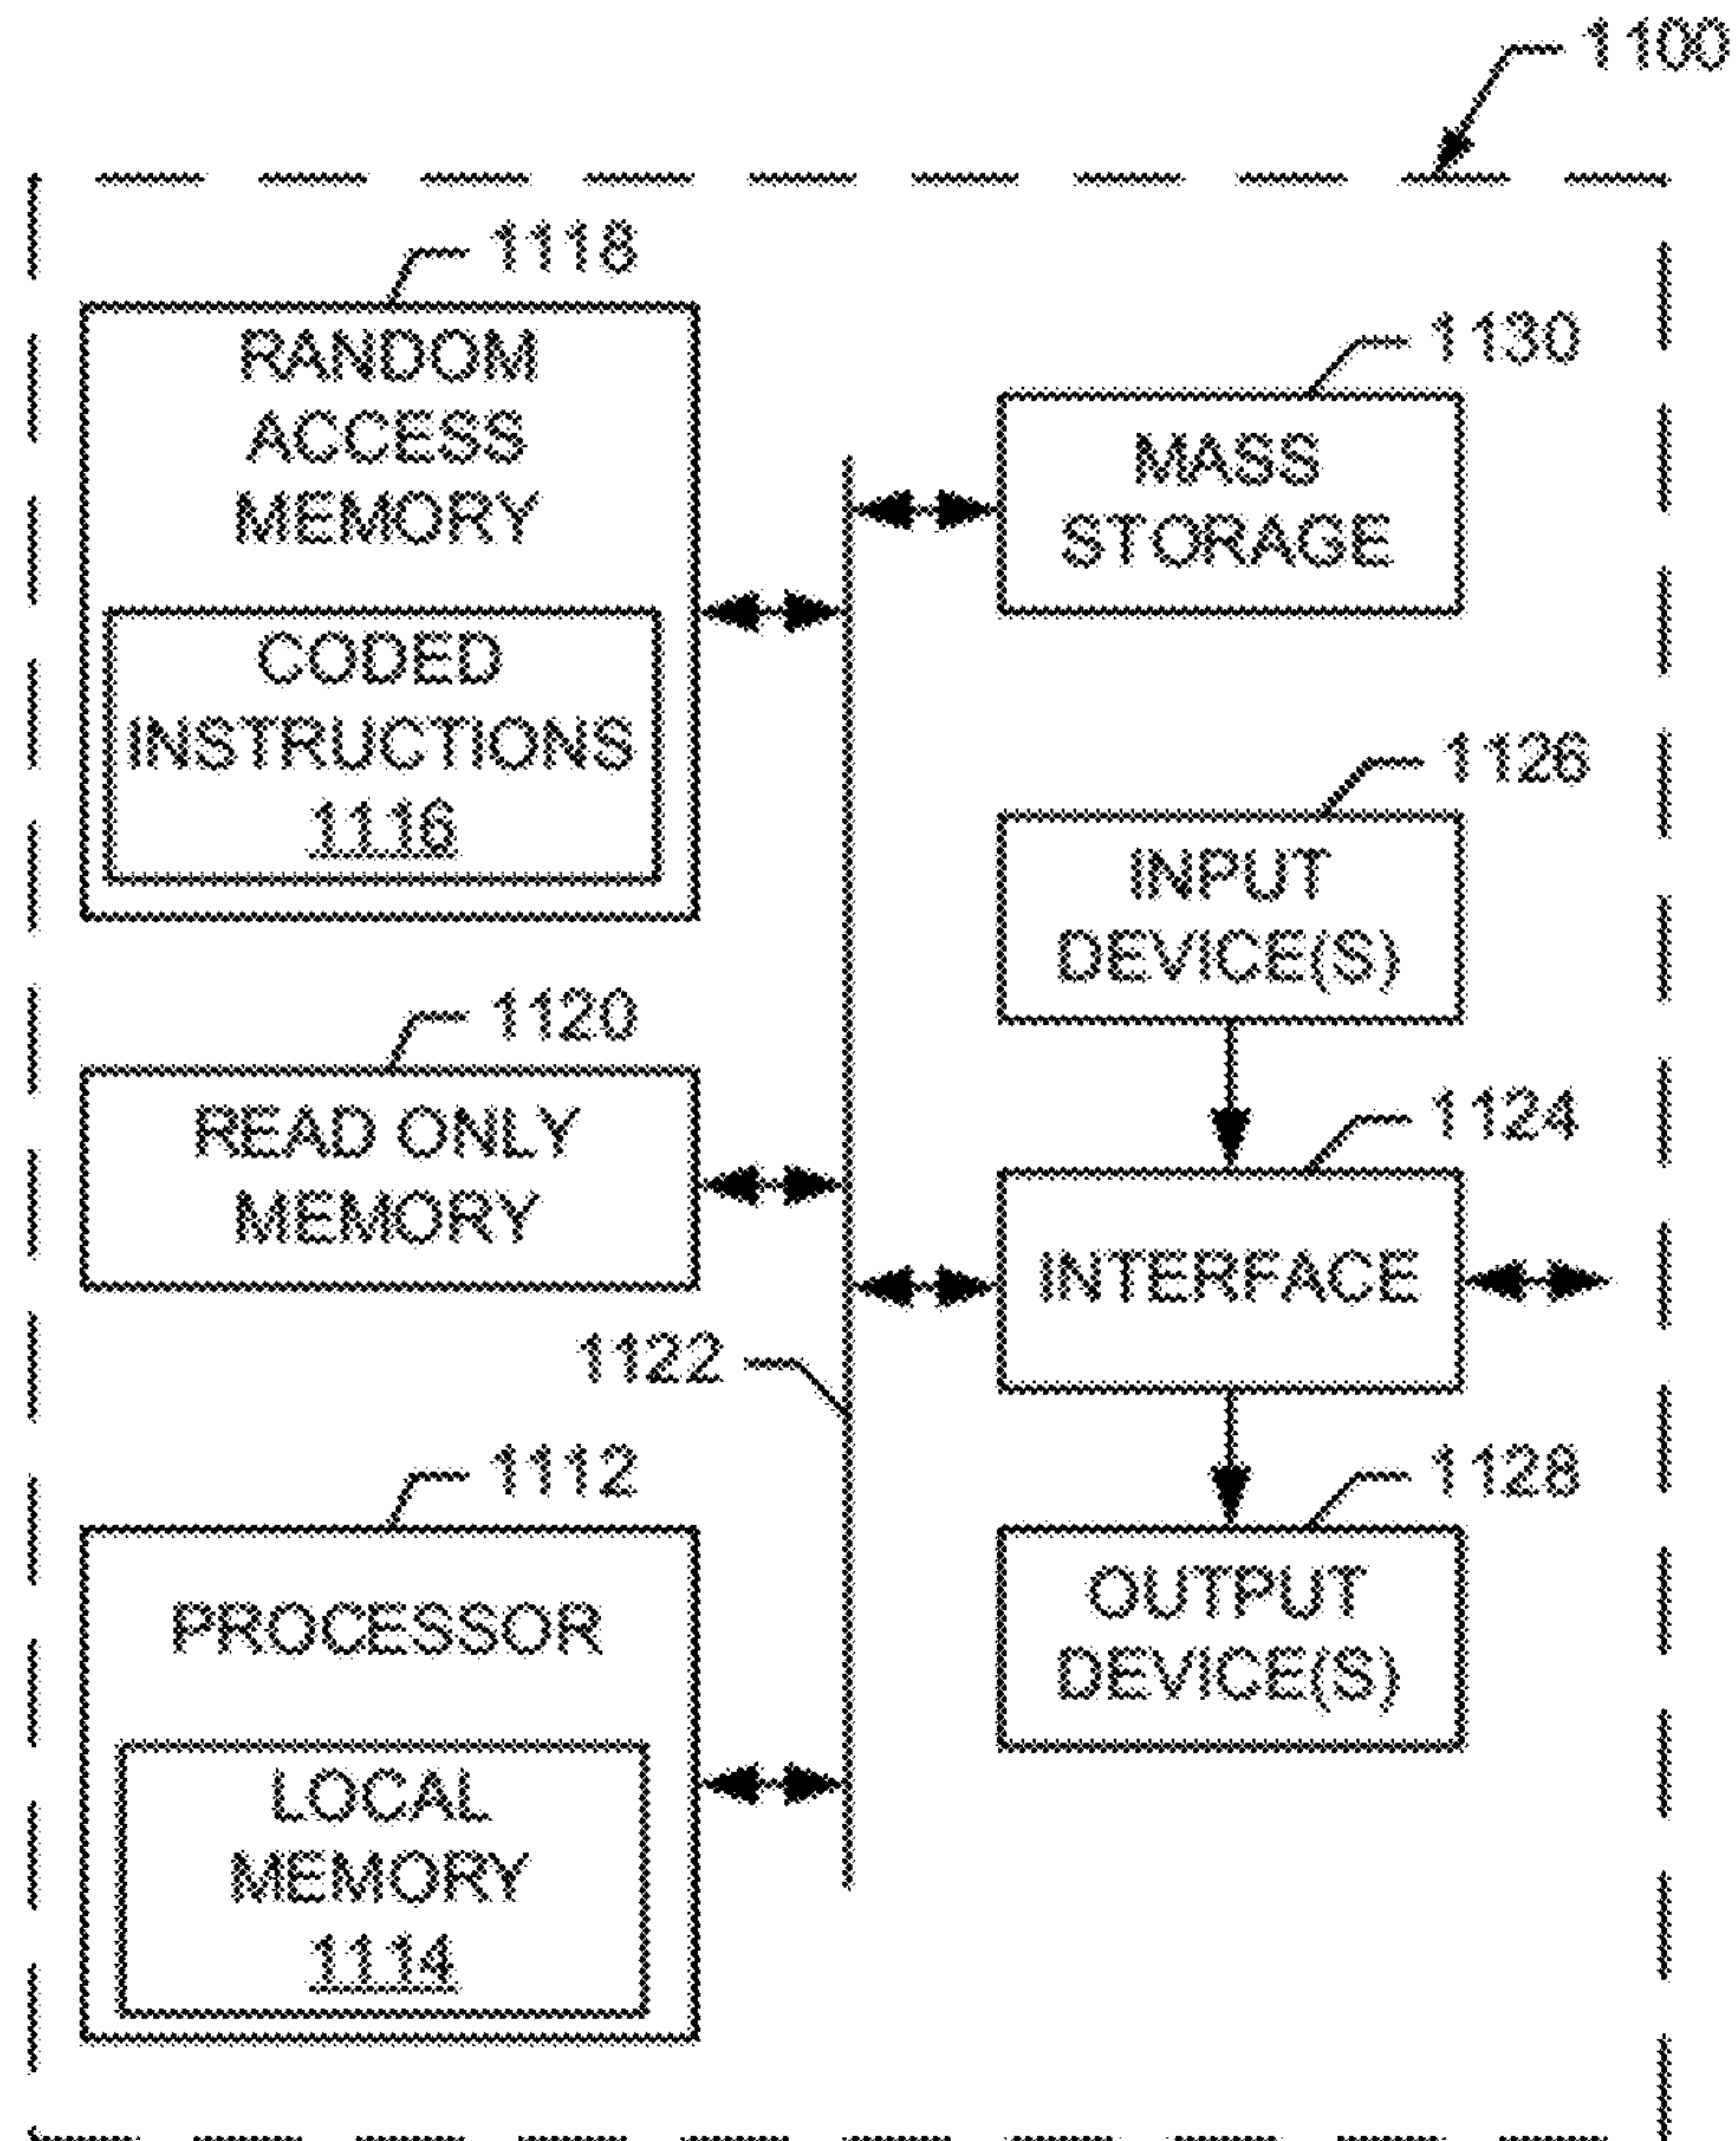 1100
1118
RANDOM
ACCESS
MEMORY
CODED
INSTRUCTIONS
1116
1130
MASS
STORAGE
1126
INPUT
DEVICE(S)
1120
READ ONLY
MEMORY
1124
INTERFACE
1122
1112
PROCESSOR
LOCAL
MEMORY
1114
1128
OUTPUT
DEVICE(S)